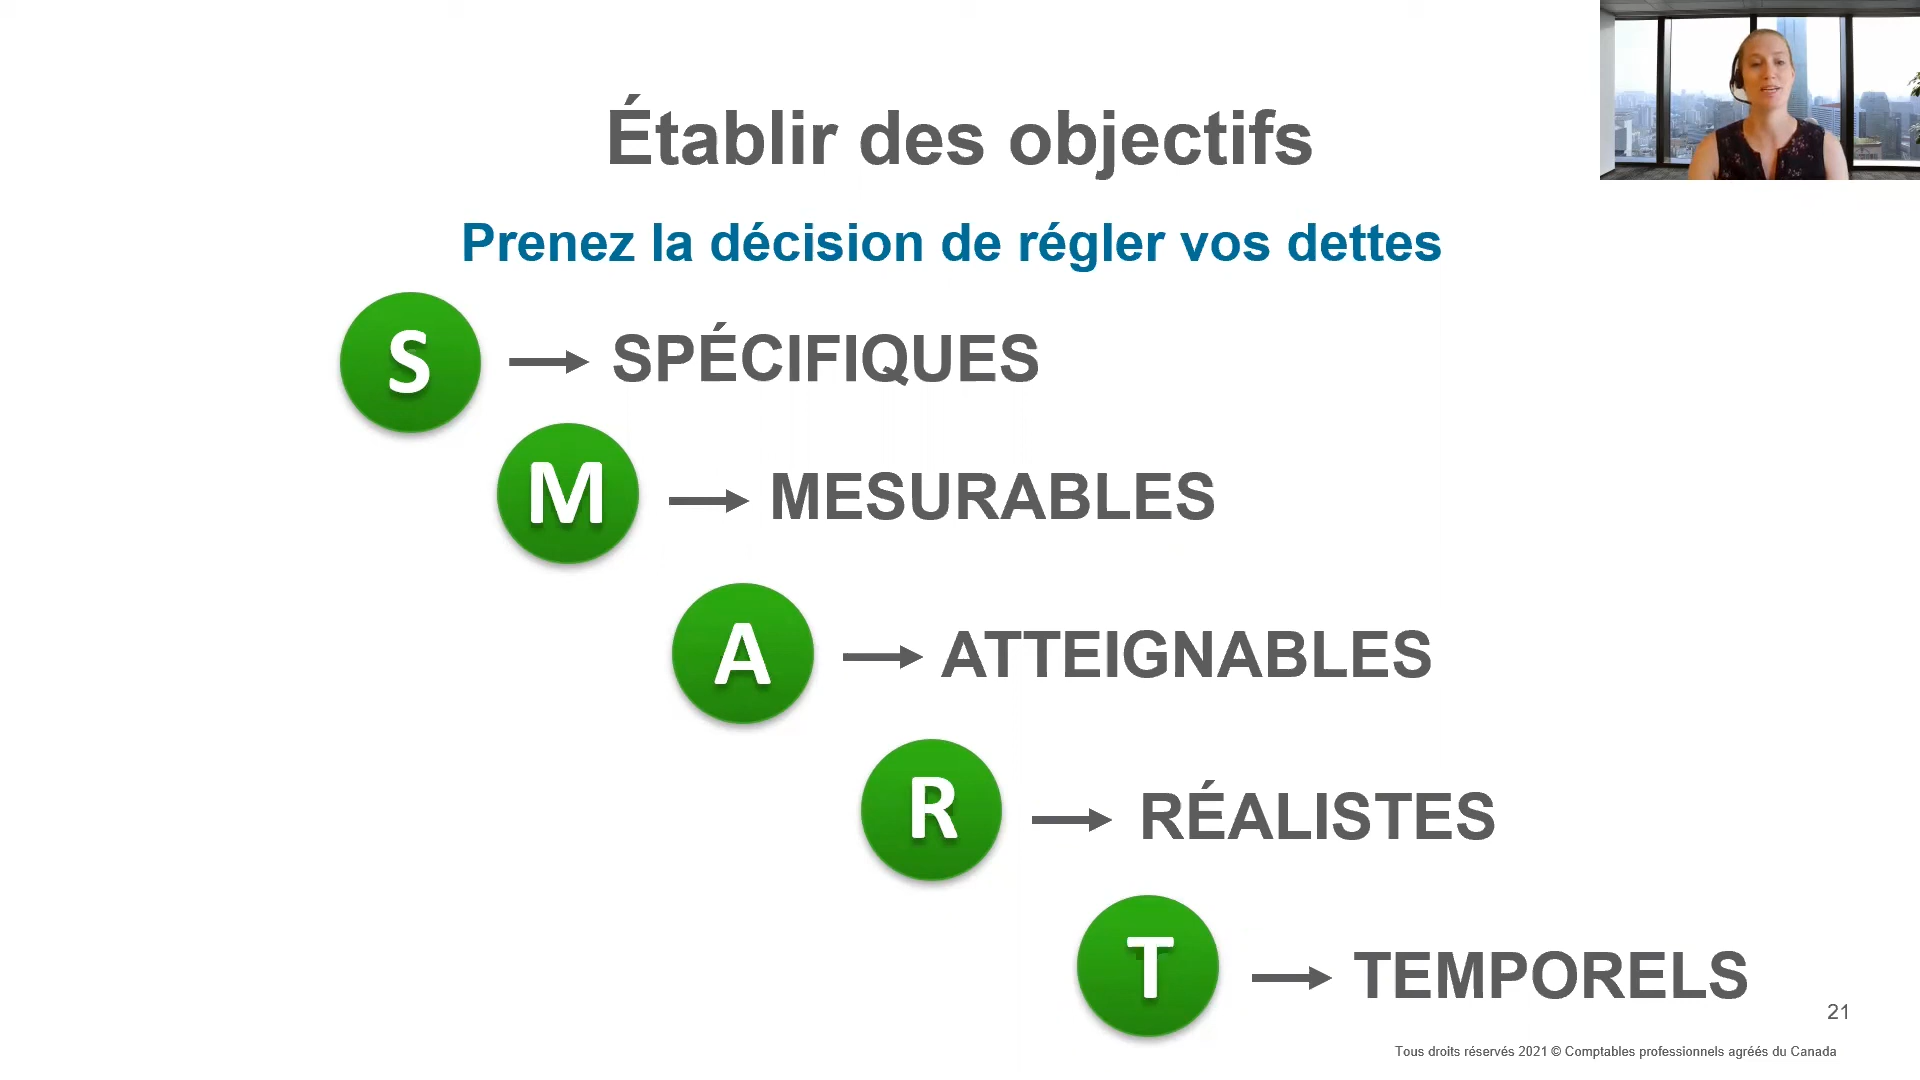 Établir des objectifs
Prenez la décision de régler vos dettes
S SPÉCIFIQUES
M MESURABLES
A ATTEIGNABLES
R RÉALISTES
T TEMPORELS
21
Tous droits réservés 2021 © Comptables professionnels agréés du Canada